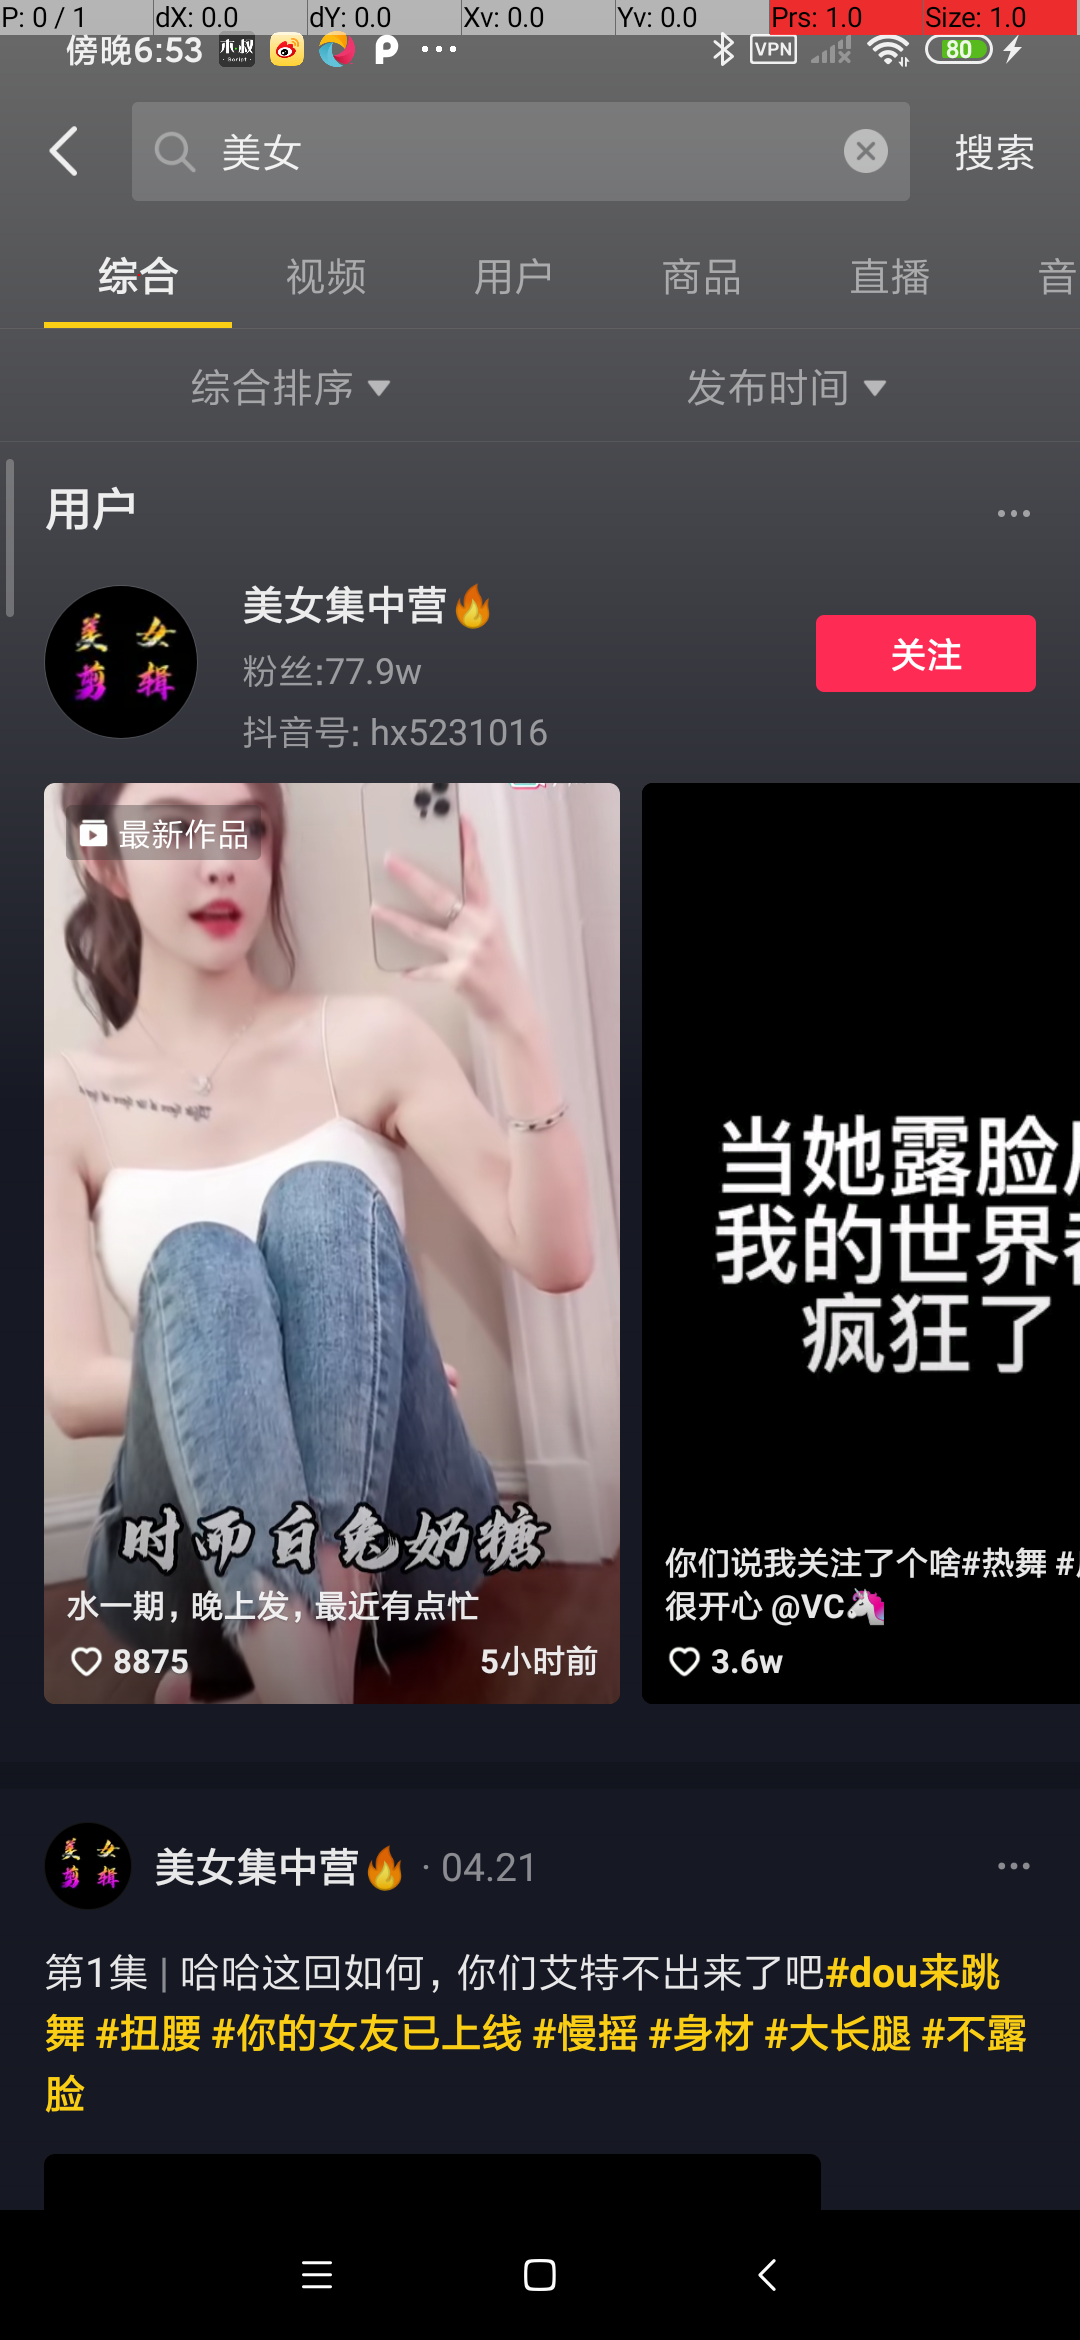 P: 0 / 1 dX: 0.0 dY: 0.0 Xv: 0.0 Yv: 0.0 Prs: 1.0 Size: 1.0
傍晚6:53 木叔 Script P VPN 80
美女 搜索
综合 视频 用户 商品 直播 音
综合排序 发布时间
用户
美女剪辑
美女集中营🔥
粉丝:77.9w
抖音号: hx5231016
关注
最新作品
时而白兔奶糖
水一期，晚上发，最近有点忙
8875 5小时前
当她露脸
我的世界
疯狂了
你们说我关注了个啥#热舞 #
很开心 @VC🦄
3.6w
美女剪辑
美女集中营🔥 · 04.21
第1集 | 哈哈这回如何，你们艾特不出来了吧#dou来跳
舞 #扭腰 #你的女友已上线 #慢摇 #身材 #大长腿 #不露
脸